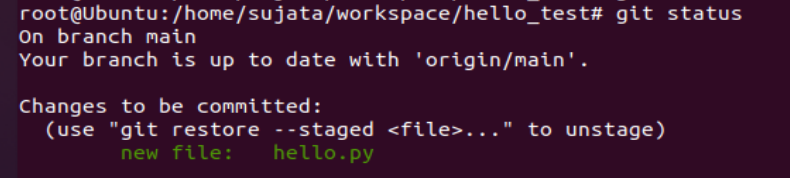 root@Ubuntu:/home/sujata/workspace/hello_test# git status
On branch main
Your branch is up to date with 'origin/main'.

Changes to be committed:
  (use "git restore --staged <file>..." to unstage)
        new file:   hello.py